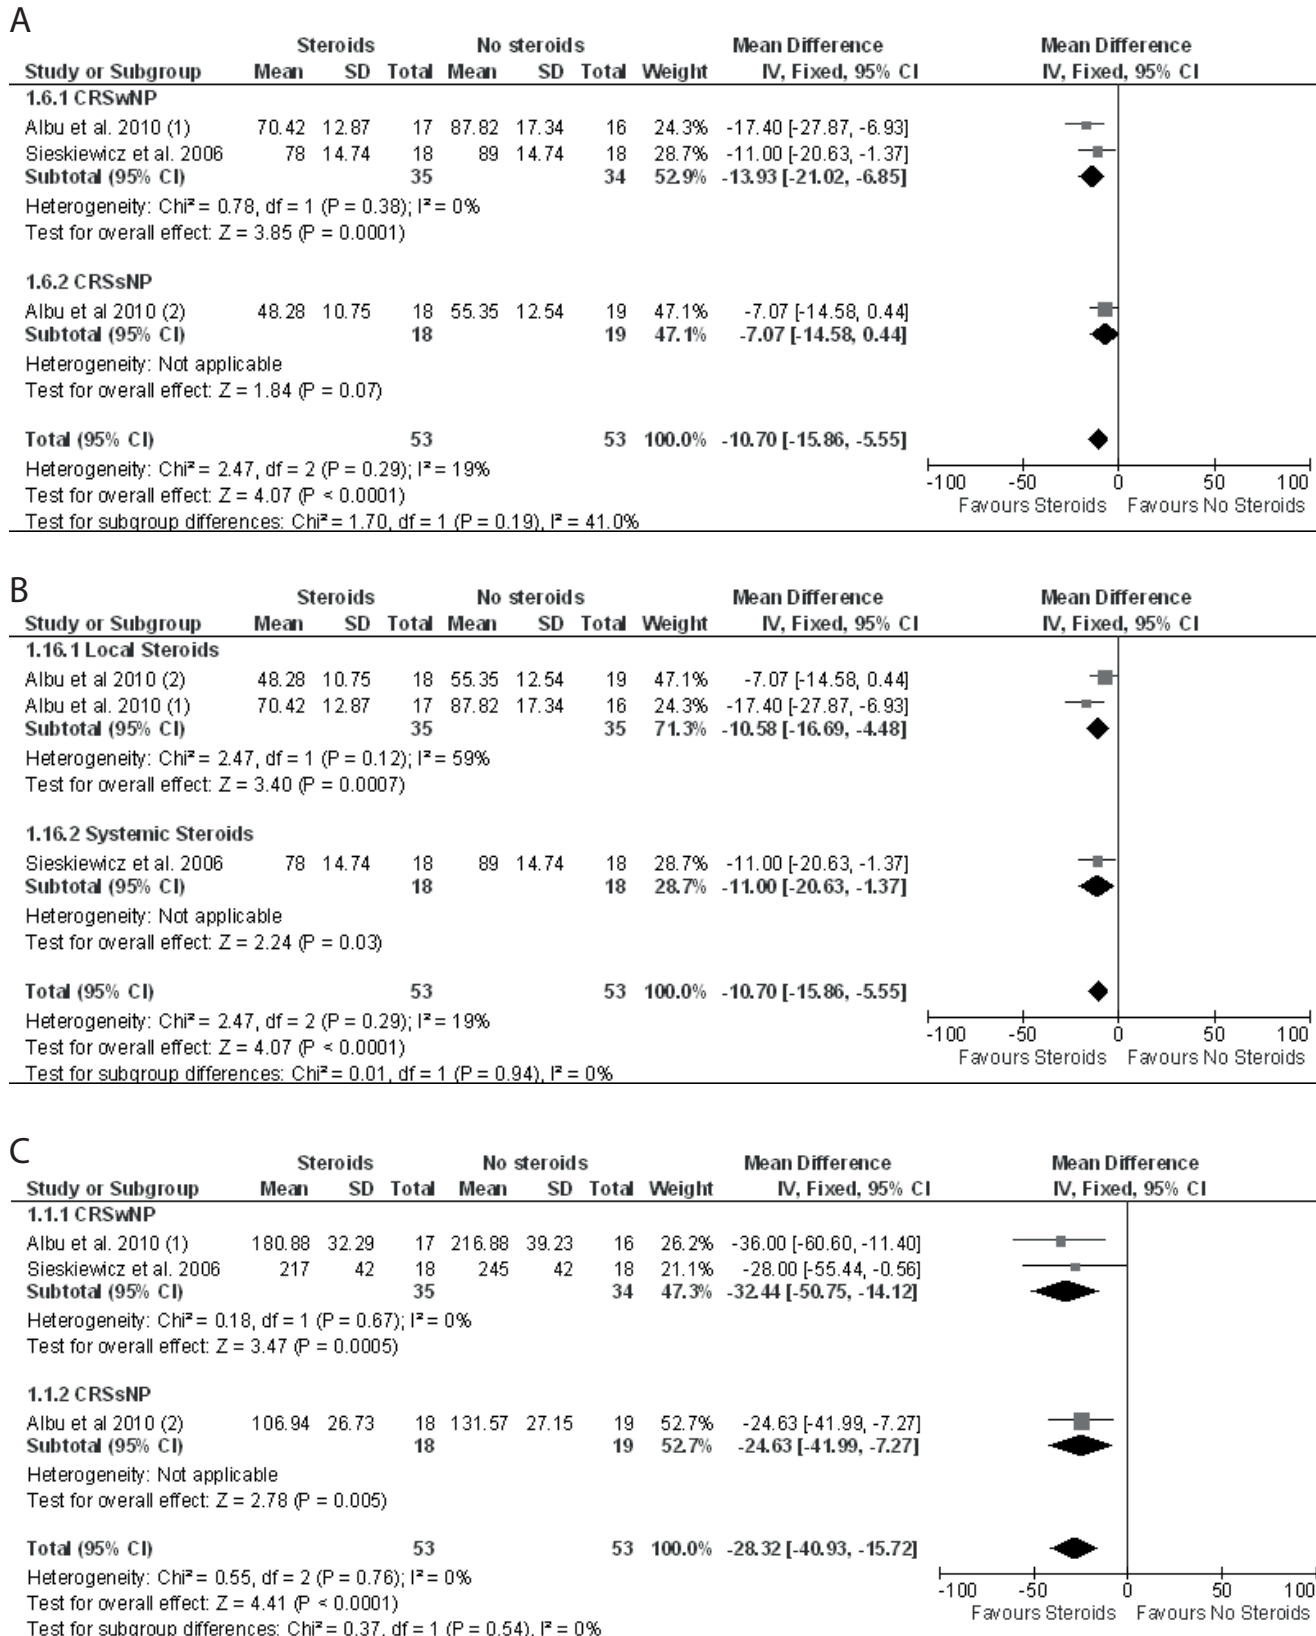 A
Steroids No steroids Mean Difference Mean Difference
Study or Subgroup Mean SD Total Mean SD Total Weight IV, Fixed, 95% CI IV, Fixed, 95% CI
1.6.1 CRSwNP
Albu et al. 2010 (1) 70.42 12.87 17 87.82 17.34 16 24.3% -17.40 [-27.87, -6.93]
Sieskiewicz et al. 2006 78 14.74 18 89 14.74 18 28.7% -11.00 [-20.63, -1.37]
Subtotal (95% CI) 35 34 52.9% -13.93 [-21.02, -6.85]
Heterogeneity: Chi² = 0.78, df = 1 (P = 0.38); I² = 0%
Test for overall effect: Z = 3.85 (P = 0.0001)
1.6.2 CRSsNP
Albu et al 2010 (2) 48.28 10.75 18 55.35 12.54 19 47.1% -7.07 [-14.58, 0.44]
Subtotal (95% CI) 18 19 47.1% -7.07 [-14.58, 0.44]
Heterogeneity: Not applicable
Test for overall effect: Z = 1.84 (P = 0.07)
Total (95% CI) 53 53 100.0% -10.70 [-15.86, -5.55]
Heterogeneity: Chi² = 2.47, df = 2 (P = 0.29); I² = 19%
Test for overall effect: Z = 4.07 (P < 0.0001)
Test for subgroup differences: Chi² = 1.70, df = 1 (P = 0.19), I² = 41.0%
-100 -50 0 50 100
Favours Steroids Favours No Steroids
B
Steroids No steroids Mean Difference Mean Difference
Study or Subgroup Mean SD Total Mean SD Total Weight IV, Fixed, 95% CI IV, Fixed, 95% CI
1.16.1 Local Steroids
Albu et al 2010 (2) 48.28 10.75 18 55.35 12.54 19 47.1% -7.07 [-14.58, 0.44]
Albu et al. 2010 (1) 70.42 12.87 17 87.82 17.34 16 24.3% -17.40 [-27.87, -6.93]
Subtotal (95% CI) 35 35 71.3% -10.58 [-16.69, -4.48]
Heterogeneity: Chi² = 2.47, df = 1 (P = 0.12); I² = 59%
Test for overall effect: Z = 3.40 (P = 0.0007)
1.16.2 Systemic Steroids
Sieskiewicz et al. 2006 78 14.74 18 89 14.74 18 28.7% -11.00 [-20.63, -1.37]
Subtotal (95% CI) 18 18 28.7% -11.00 [-20.63, -1.37]
Heterogeneity: Not applicable
Test for overall effect: Z = 2.24 (P = 0.03)
Total (95% CI) 53 53 100.0% -10.70 [-15.86, -5.55]
Heterogeneity: Chi² = 2.47, df = 2 (P = 0.29); I² = 19%
Test for overall effect: Z = 4.07 (P < 0.0001)
Test for subgroup differences: Chi² = 0.01, df = 1 (P = 0.94), I² = 0%
-100 -50 0 50 100
Favours Steroids Favours No Steroids
C
Steroids No steroids Mean Difference Mean Difference
Study or Subgroup Mean SD Total Mean SD Total Weight IV, Fixed, 95% CI IV, Fixed, 95% CI
1.1.1 CRSwNP
Albu et al. 2010 (1) 180.88 32.29 17 216.88 39.23 16 26.2% -36.00 [-60.60, -11.40]
Sieskiewicz et al. 2006 217 42 18 245 42 18 21.1% -28.00 [-55.44, -0.56]
Subtotal (95% CI) 35 34 47.3% -32.44 [-50.75, -14.12]
Heterogeneity: Chi² = 0.18, df = 1 (P = 0.67); I² = 0%
Test for overall effect: Z = 3.47 (P = 0.0005)
1.1.2 CRSsNP
Albu et al 2010 (2) 106.94 26.73 18 131.57 27.15 19 52.7% -24.63 [-41.99, -7.27]
Subtotal (95% CI) 18 19 52.7% -24.63 [-41.99, -7.27]
Heterogeneity: Not applicable
Test for overall effect: Z = 2.78 (P = 0.005)
Total (95% CI) 53 53 100.0% -28.32 [-40.93, -15.72]
Heterogeneity: Chi² = 0.55, df = 2 (P = 0.76); I² = 0%
Test for overall effect: Z = 4.41 (P < 0.0001)
Test for subgroup differences: Chi² = 0.37, df = 1 (P = 0.54), I² = 0%
-100 -50 0 50 100
Favours Steroids Favours No Steroids